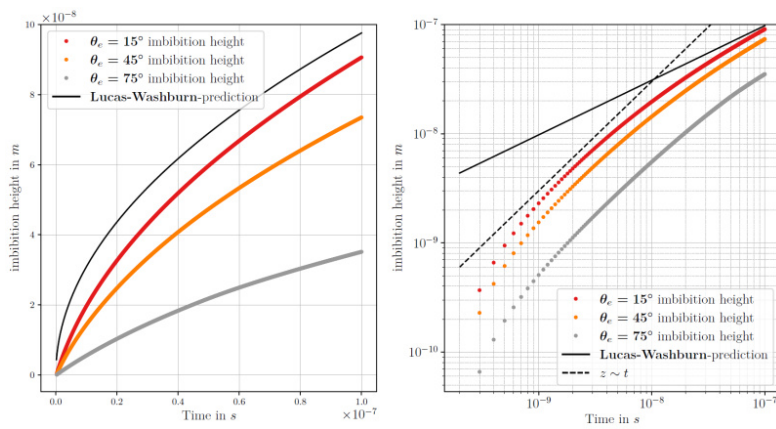 ×10⁻⁸
10
8
6
4
2
0
imbibition height in m
θₑ = 15° imbibition height
θₑ = 45° imbibition height
θₑ = 75° imbibition height
Lucas-Washburn-prediction
0.0 0.2 0.4 0.6 0.8 1.0
×10⁻⁷
Time in s
10⁻⁷
10⁻⁸
10⁻⁹
10⁻¹⁰
imbibition height in m
θₑ = 15° imbibition height
θₑ = 45° imbibition height
θₑ = 75° imbibition height
Lucas-Washburn-prediction
z ∼ t
10⁻⁹ 10⁻⁸ 10⁻⁷
Time in s